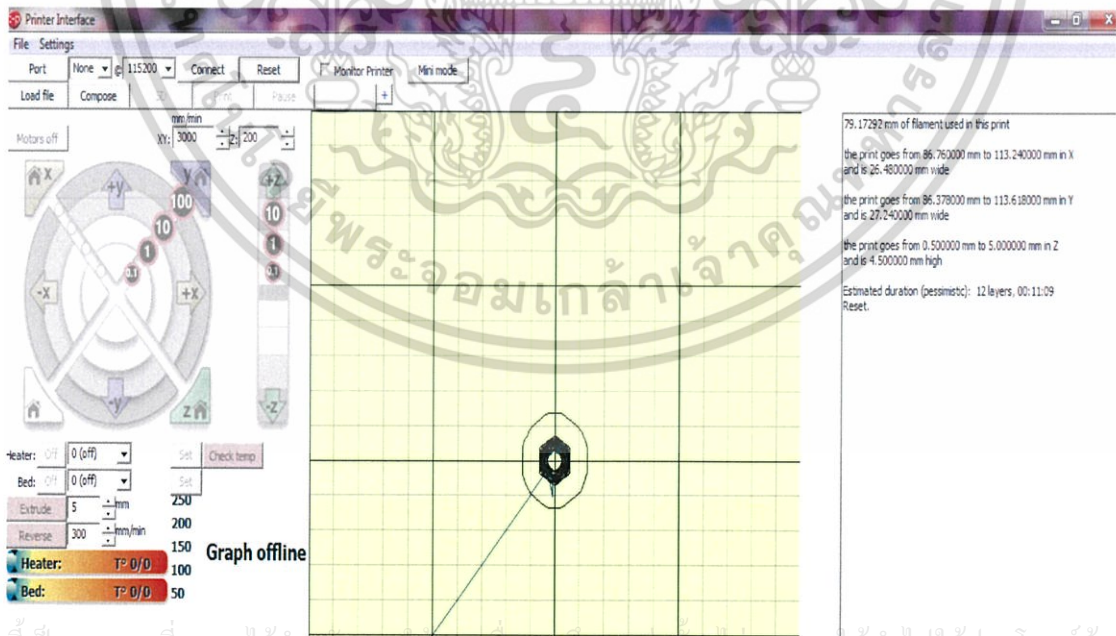 Printer Interface
File Settings
Port None @ 115200 Connect Reset Monitor Printer Mini mode
Load file Compose SD Print Pause +
Motors off
mm/min
XY: 3000 Z: 200
x +y y 100 +z
10 10
1 1
0.1 0.1
-X +X
-y z -Z
Heater: Off 0 (off) Set Check temp
Bed: Off 0 (off) Set
Extrude 5 mm
Reverse 300 mm/min
Heater: T° 0/0
Bed: T° 0/0
250
200
150
100
50
Graph offline
79.17292 mm of filament used in this print
the print goes from 86.760000 mm to 113.240000 mm in X
and is 26.480000 mm wide
the print goes from 86.378000 mm to 113.618000 mm in Y
and is 27.240000 mm wide
the print goes from 0.500000 mm to 5.000000 mm in Z
and is 4.500000 mm high
Estimated duration (pessimistic): 12 layers, 00:11:09
Reset.